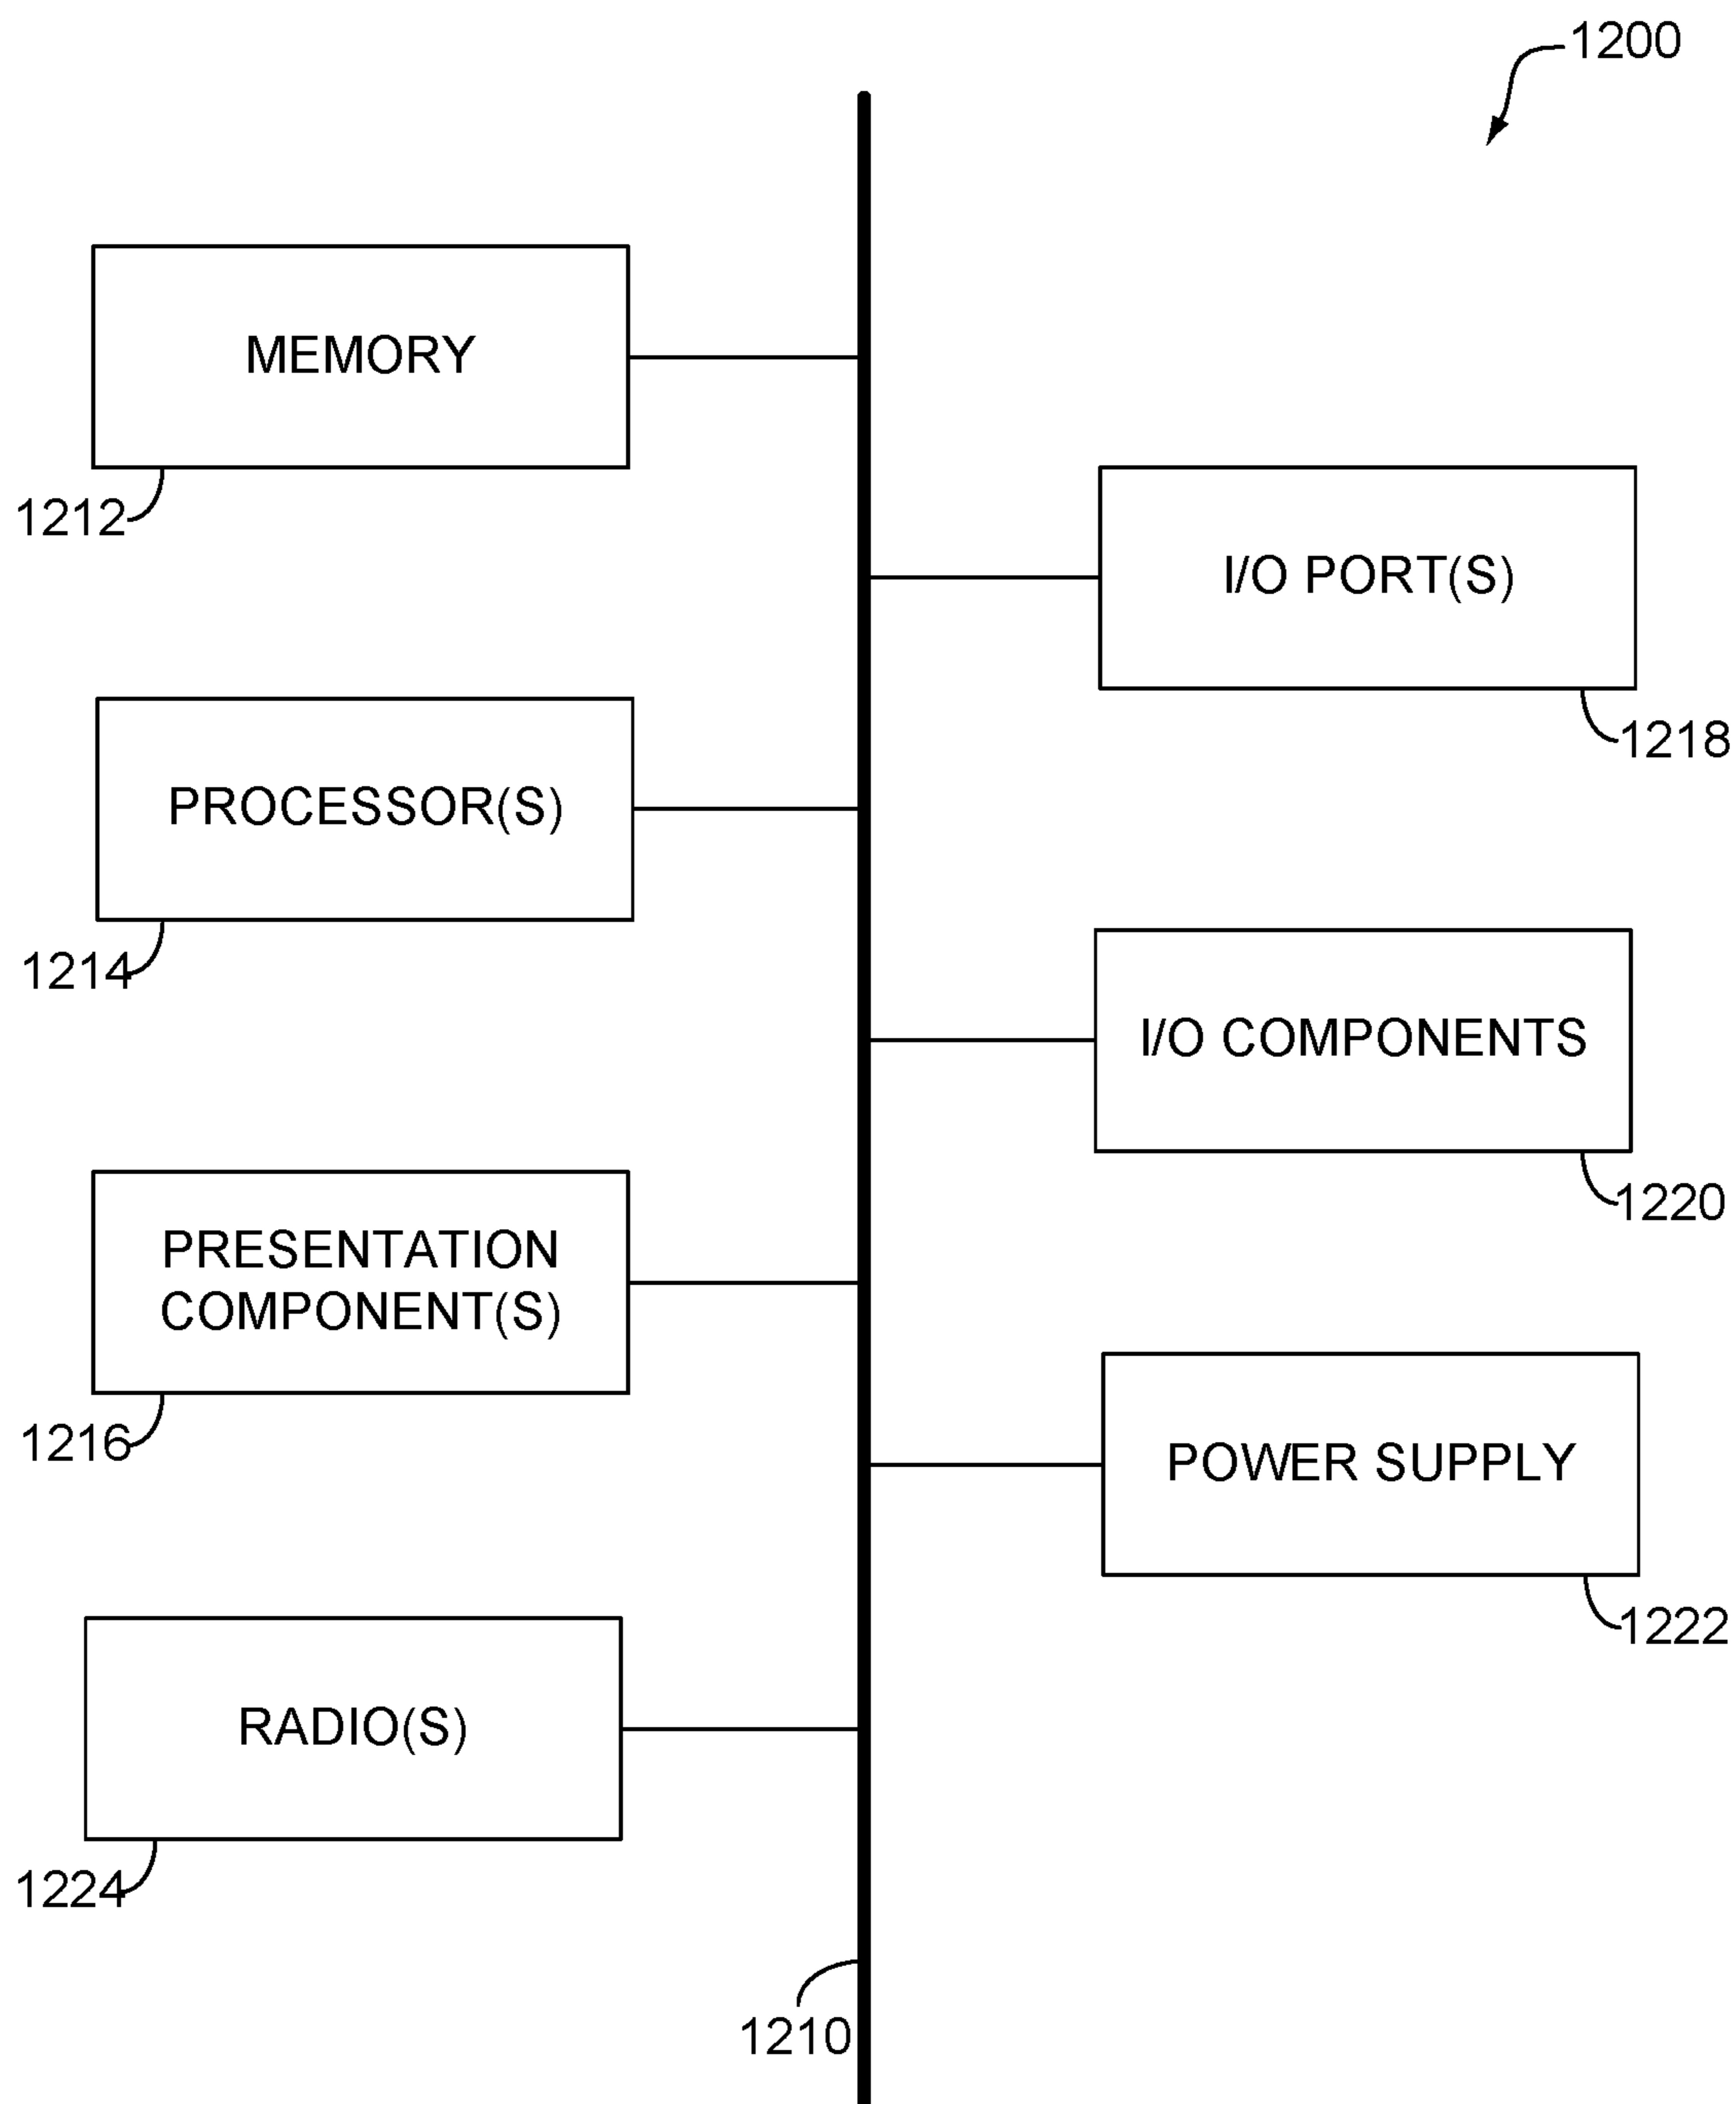 1200
MEMORY
1212
I/O PORT(S)
1218
PROCESSOR(S)
1214
I/O COMPONENTS
1220
PRESENTATION
COMPONENT(S)
1216
POWER SUPPLY
1222
RADIO(S)
1224
1210